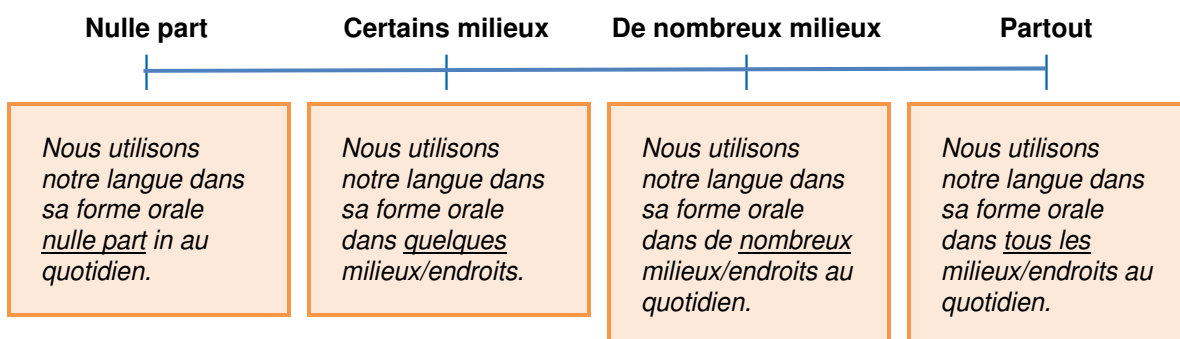 Nulle part
Certains milieux
De nombreux milieux
Partout
Nous utilisons
notre langue dans
sa forme orale
nulle part in au
quotidien.
Nous utilisons
notre langue dans
sa forme orale
dans quelques
milieux/endroits.
Nous utilisons
notre langue dans
sa forme orale
dans de nombreux
milieux/endroits au
quotidien.
Nous utilisons
notre langue dans
sa forme orale
dans tous les
milieux/endroits au
quotidien.